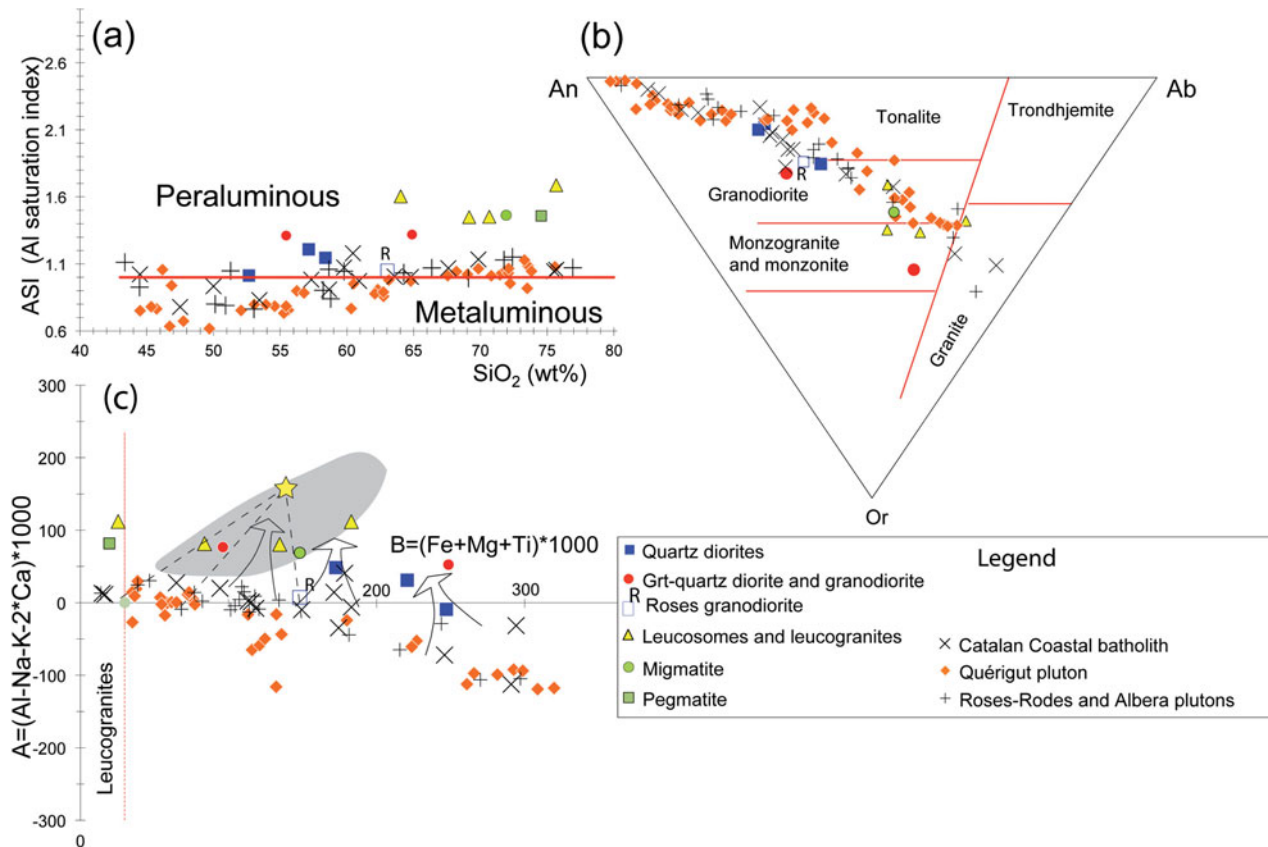 (a)
ASI (Al saturation index)
2.6
2.1
1.6
1.1
0.6
Peraluminous
R
Metaluminous
40 45 50 55 60 65 70 75 80
SiO2 (wt%)
(b)
An
Ab
Tonalite
Trondhjemite
R
Granodiorite
Monzogranite
and monzonite
Granite
Or
(c)
A=(Al-Na-K-2*Ca)*1000
300
200
100
0
-100
-200
-300
B=(Fe+Mg+Ti)*1000
R
200 300
Leucogranites
0
Legend
Quartz diorites
Grt-quartz diorite and granodiorite
R Roses granodiorite
Leucosomes and leucogranites
Migmatite
Pegmatite
Catalan Coastal batholith
Quérigut pluton
Roses-Rodes and Albera plutons